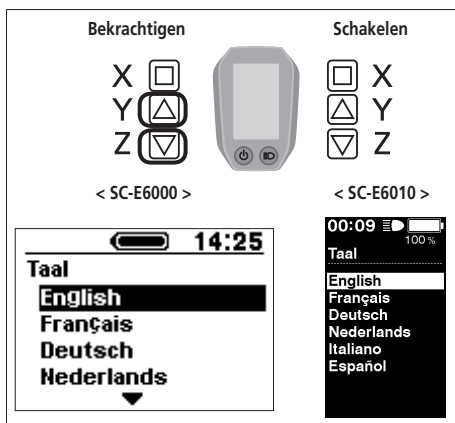 Bekrachtigen Schakelen
X X
Y Y
Z Z
< SC-E6000 > < SC-E6010 >
14:25
Taal
English
Français
Deutsch
Nederlands
00:09
100 %
Taal
English
Français
Deutsch
Nederlands
Italiano
Español